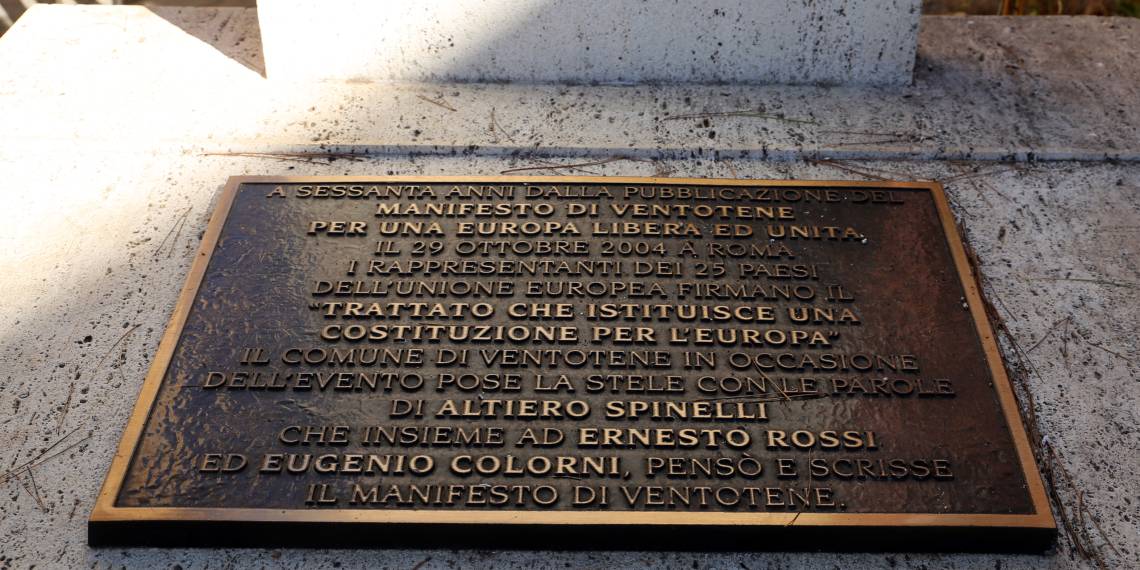 A SESSANTA ANNI DALLA PUBBLICAZIONE DEL
MANIFESTO DI VENTOTENE
PER UNA EUROPA LIBERA ED UNITA.
IL 29 OTTOBRE 2004 A ROMA
I RAPPRESENTANTI DEI 25 PAESI
DELL'UNIONE EUROPEA FIRMANO IL
"TRATTATO CHE ISTITUISCE UNA
COSTITUZIONE PER L'EUROPA"
IL COMUNE DI VENTOTENE IN OCCASIONE
DELL'EVENTO POSE LA STELE CON LE PAROLE
DI ALTIERO SPINELLI
CHE INSIEME AD ERNESTO ROSSI
ED EUGENIO COLORNI, PENSÒ E SCRISSE
IL MANIFESTO DI VENTOTENE.